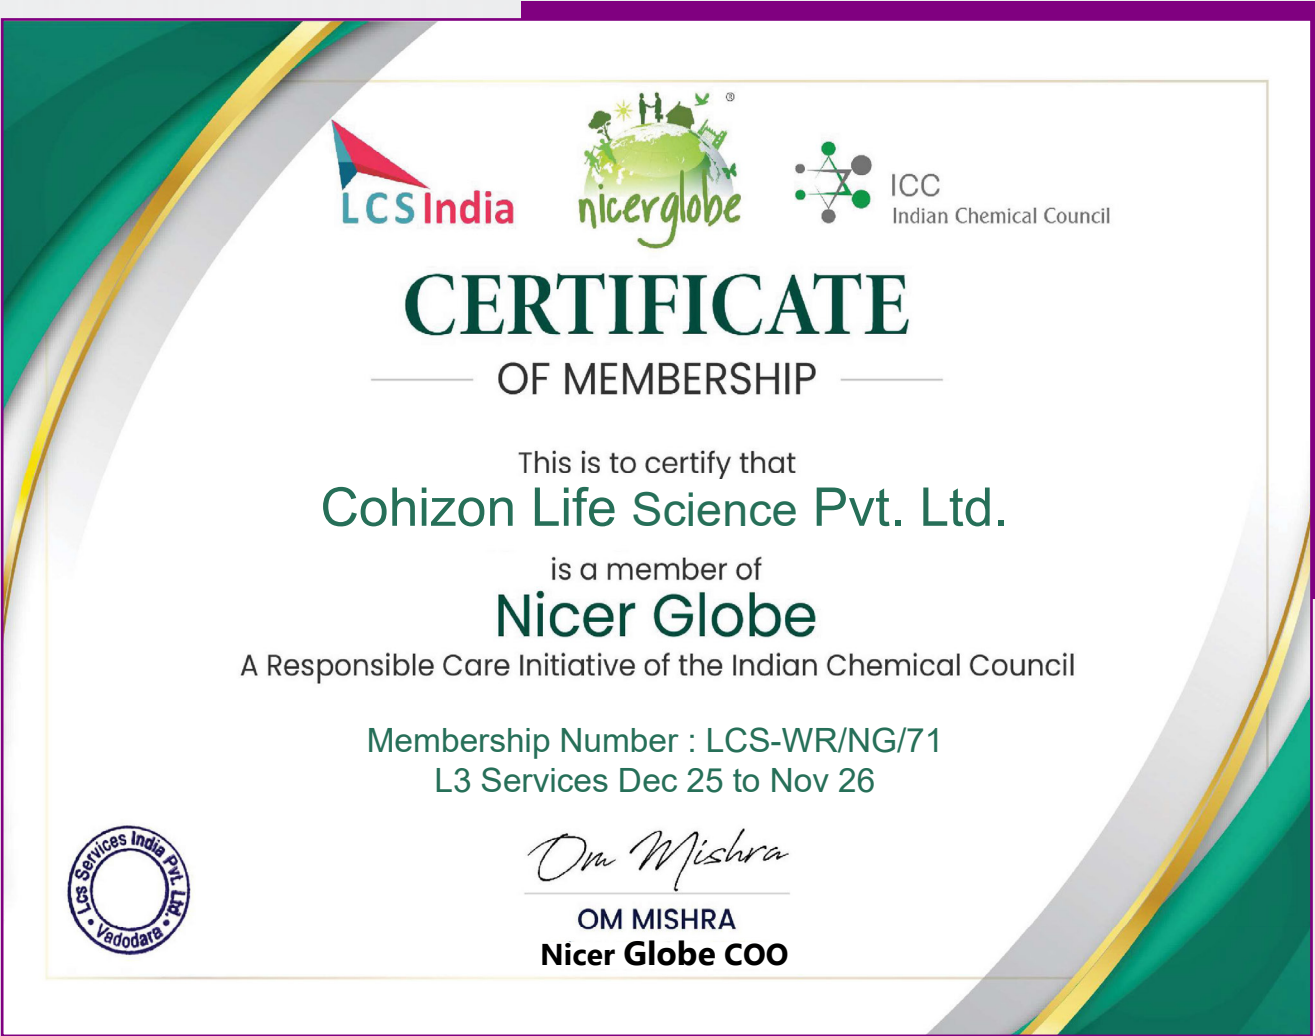 LCSIndia
nicerglobe ®
ICC
Indian Chemical Council
CERTIFICATE
OF MEMBERSHIP
This is to certify that
Cohizon Life Science Pvt. Ltd.
is a member of
Nicer Globe
A Responsible Care Initiative of the Indian Chemical Council
Membership Number : LCS-WR/NG/71
L3 Services Dec 25 to Nov 26
Lcs Services India Pvt. Ltd. • Vadodara •
Om Mishra
OM MISHRA
Nicer Globe COO